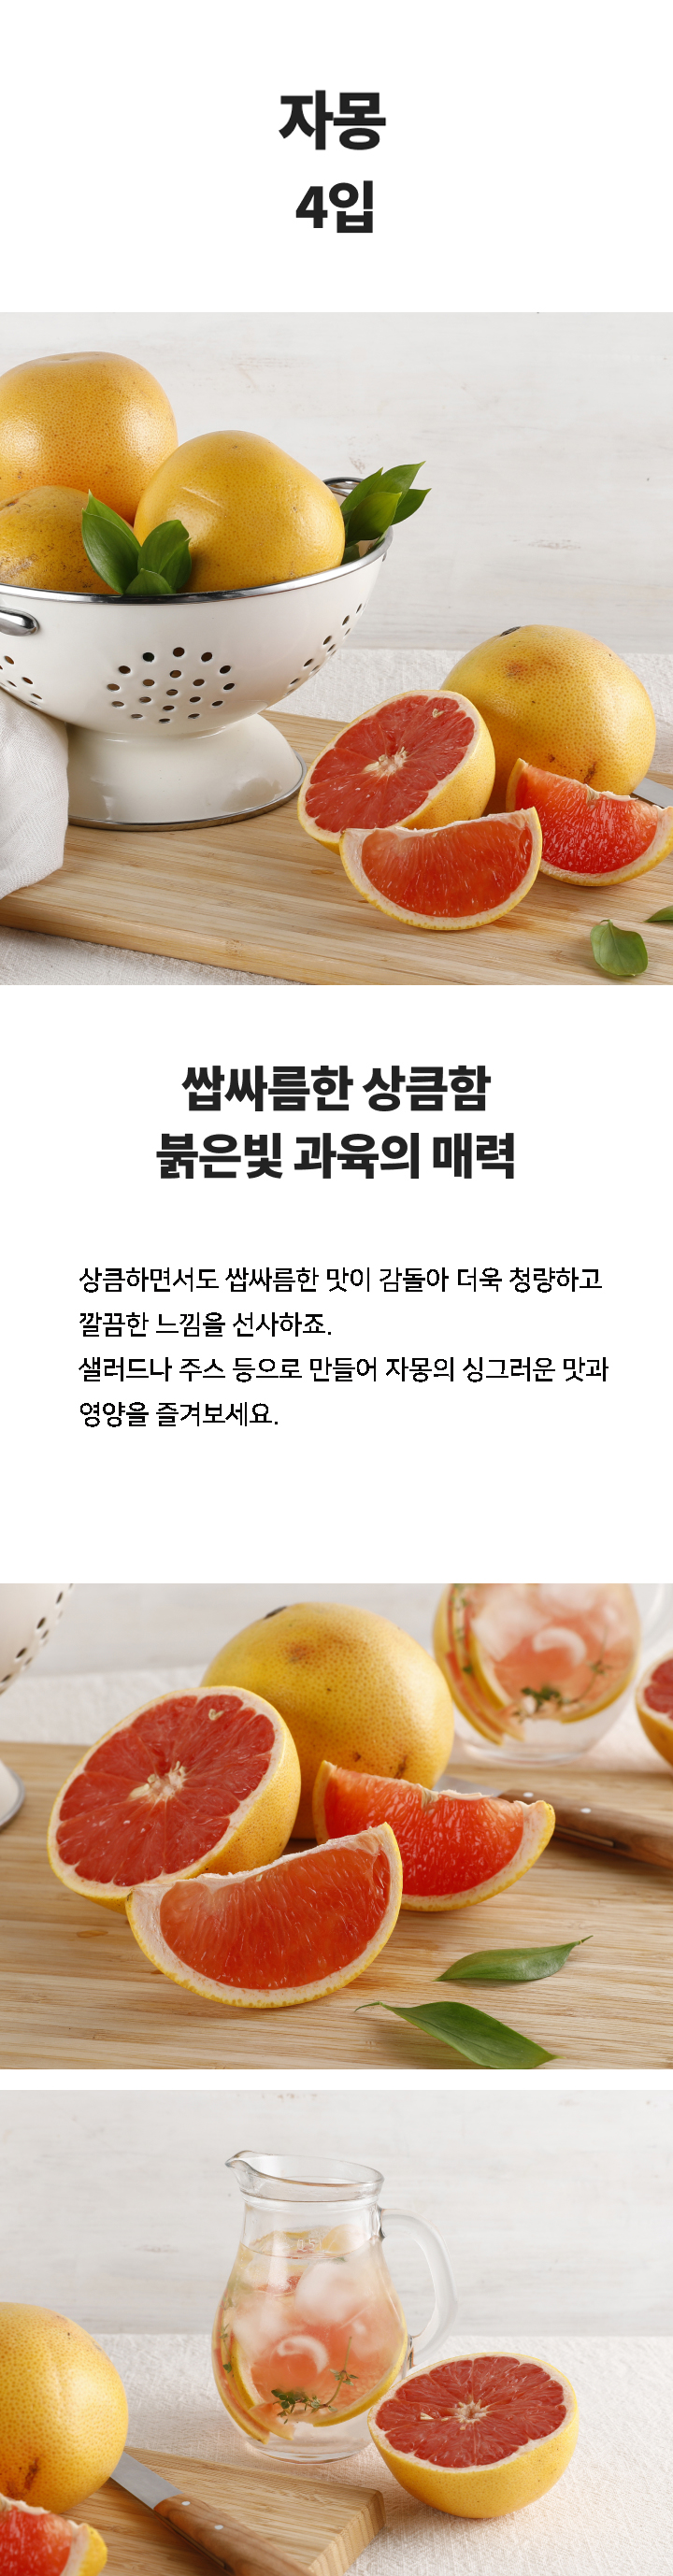 자몽
4입
쌉싸름한 상큼함
붉은빛 과육의 매력
상큼하면서도 쌉싸름한 맛이 감돌아 더욱 청량하고
깔끔한 느낌을 선사하죠.
샐러드나 주스 등으로 만들어 자몽의 싱그러운 맛과
영양을 즐겨보세요.